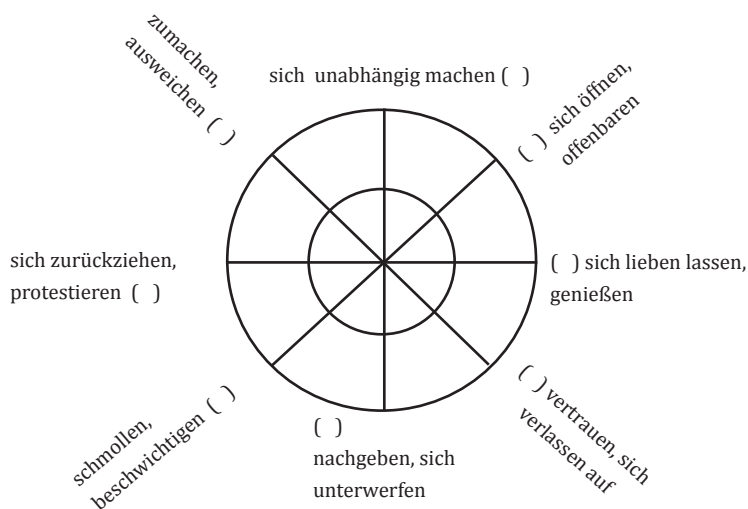 zumachen,
ausweichen ( )
sich unabhängig machen ( )
( ) sich öffnen,
offenbaren
sich zurückziehen,
protestieren ( )
( ) sich lieben lassen,
genießen
schmollen,
beschwichtigen ( )
( )
nachgeben, sich
unterwerfen
( ) vertrauen, sich
verlassen auf